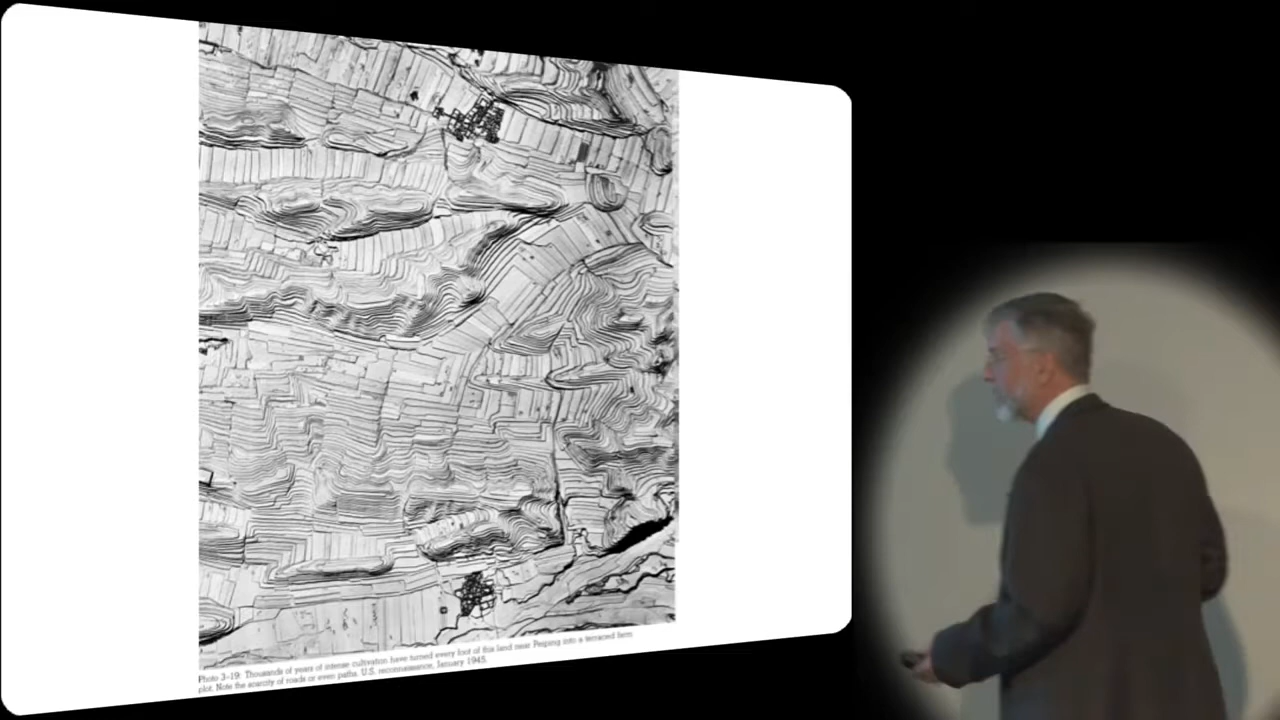 Photo 3-19: Thousands of years of intense cultivation have turned every foot of this land near Peiping into a terraced farm
plot. Note the scarcity of roads or even paths. U.S. reconnaissance, January 1945.